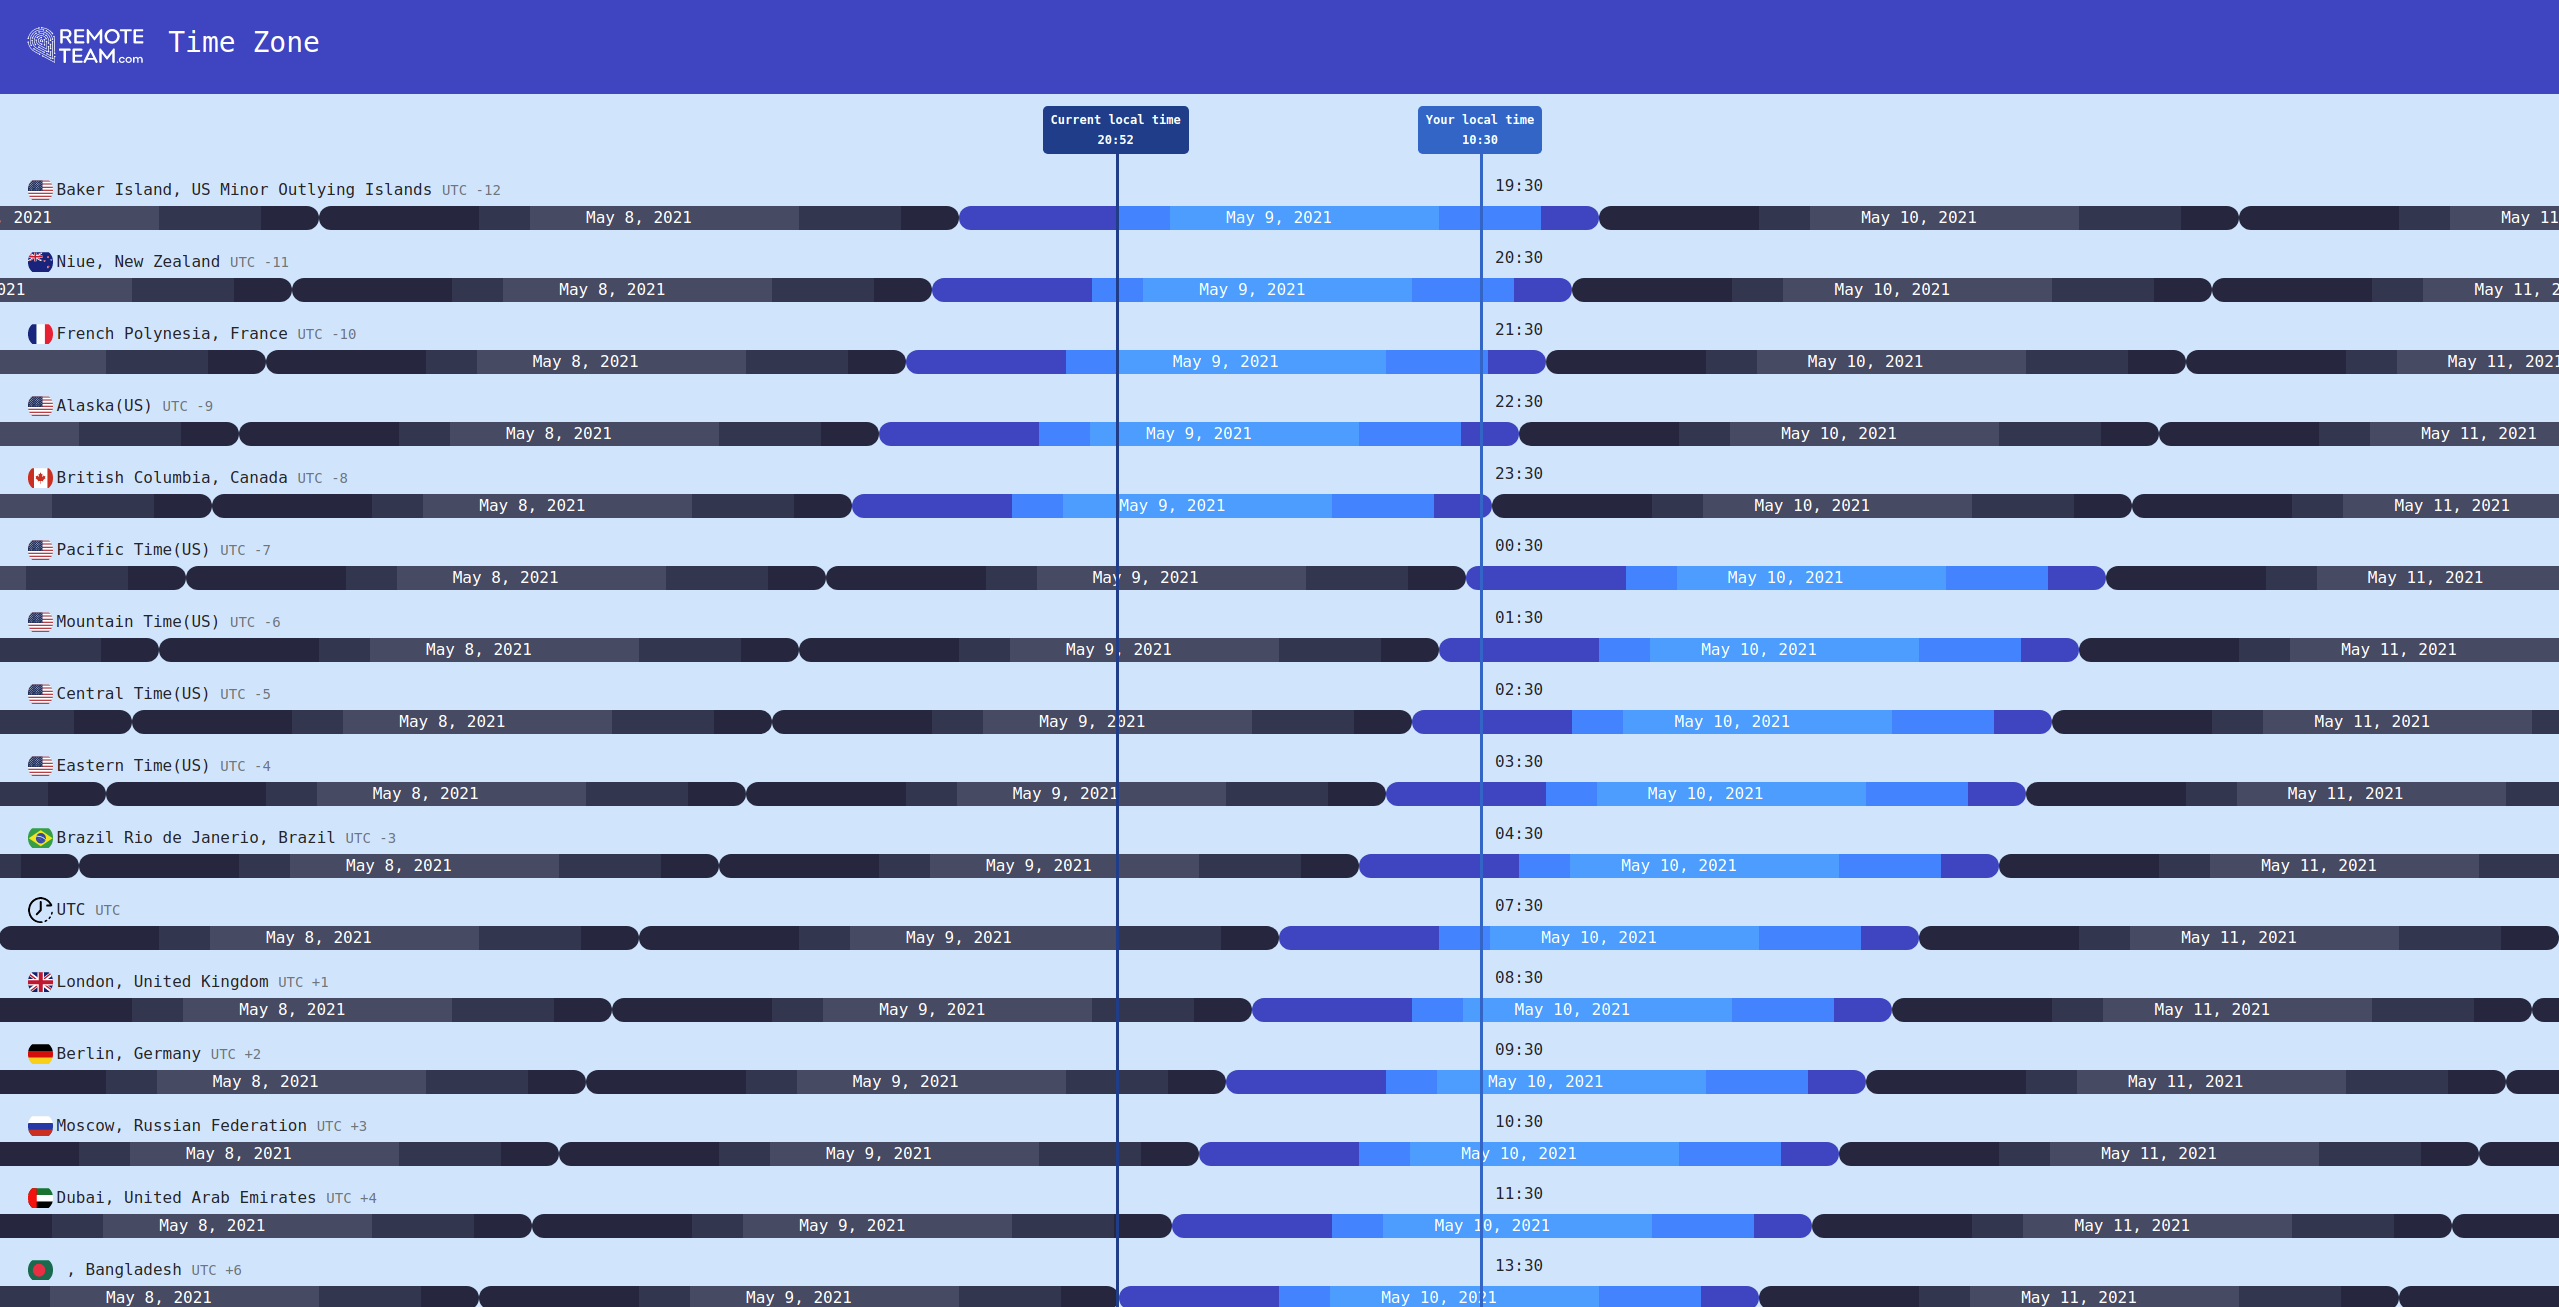 REMOTE TEAM.com Time Zone
Current local time
20:52
Your local time
10:30
Baker Island, US Minor Outlying Islands UTC -12 19:30
, 2021 May 8, 2021 May 9, 2021 May 10, 2021 May 11
Niue, New Zealand UTC -11 20:30
021 May 8, 2021 May 9, 2021 May 10, 2021 May 11, 2
French Polynesia, France UTC -10 21:30
May 8, 2021 May 9, 2021 May 10, 2021 May 11, 2021
Alaska(US) UTC -9 22:30
May 8, 2021 May 9, 2021 May 10, 2021 May 11, 2021
British Columbia, Canada UTC -8 23:30
May 8, 2021 May 9, 2021 May 10, 2021 May 11, 2021
Pacific Time(US) UTC -7 00:30
May 8, 2021 May 9, 2021 May 10, 2021 May 11, 2021
Mountain Time(US) UTC -6 01:30
May 8, 2021 May 9, 2021 May 10, 2021 May 11, 2021
Central Time(US) UTC -5 02:30
May 8, 2021 May 9, 2021 May 10, 2021 May 11, 2021
Eastern Time(US) UTC -4 03:30
May 8, 2021 May 9, 2021 May 10, 2021 May 11, 2021
Brazil Rio de Janerio, Brazil UTC -3 04:30
May 8, 2021 May 9, 2021 May 10, 2021 May 11, 2021
UTC UTC 07:30
May 8, 2021 May 9, 2021 May 10, 2021 May 11, 2021
London, United Kingdom UTC +1 08:30
May 8, 2021 May 9, 2021 May 10, 2021 May 11, 2021
Berlin, Germany UTC +2 09:30
May 8, 2021 May 9, 2021 May 10, 2021 May 11, 2021
Moscow, Russian Federation UTC +3 10:30
May 8, 2021 May 9, 2021 May 10, 2021 May 11, 2021
Dubai, United Arab Emirates UTC +4 11:30
May 8, 2021 May 9, 2021 May 10, 2021 May 11, 2021
, Bangladesh UTC +6 13:30
May 8, 2021 May 9, 2021 May 10, 2021 May 11, 2021